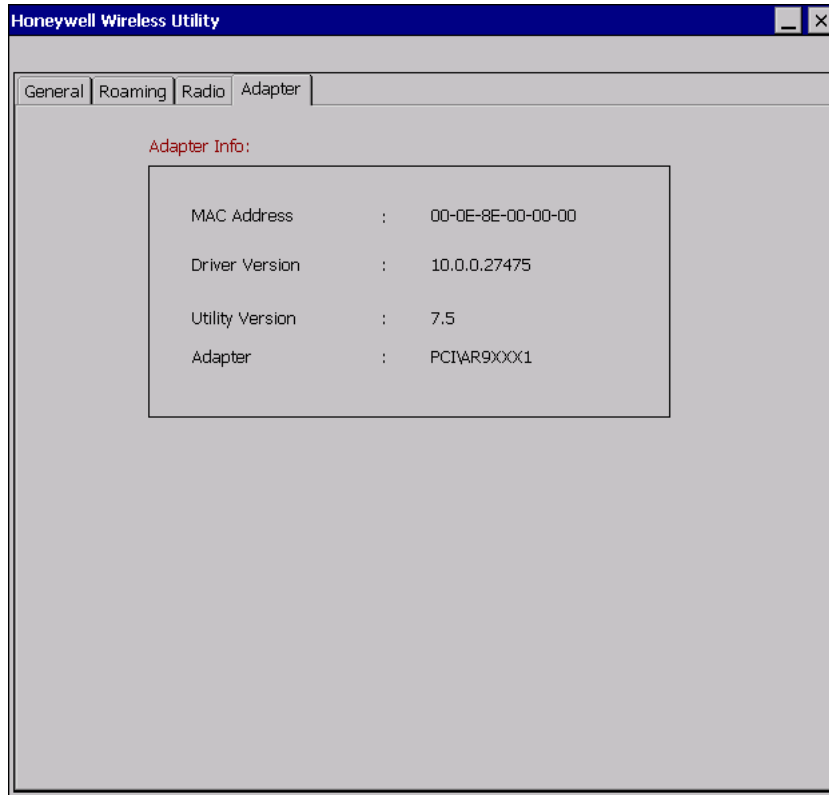 Honeywell Wireless Utility
General Roaming Radio Adapter
Adapter Info:
MAC Address : 00-0E-8E-00-00-00
Driver Version : 10.0.0.27475
Utility Version : 7.5
Adapter : PCI\AR9XXX1